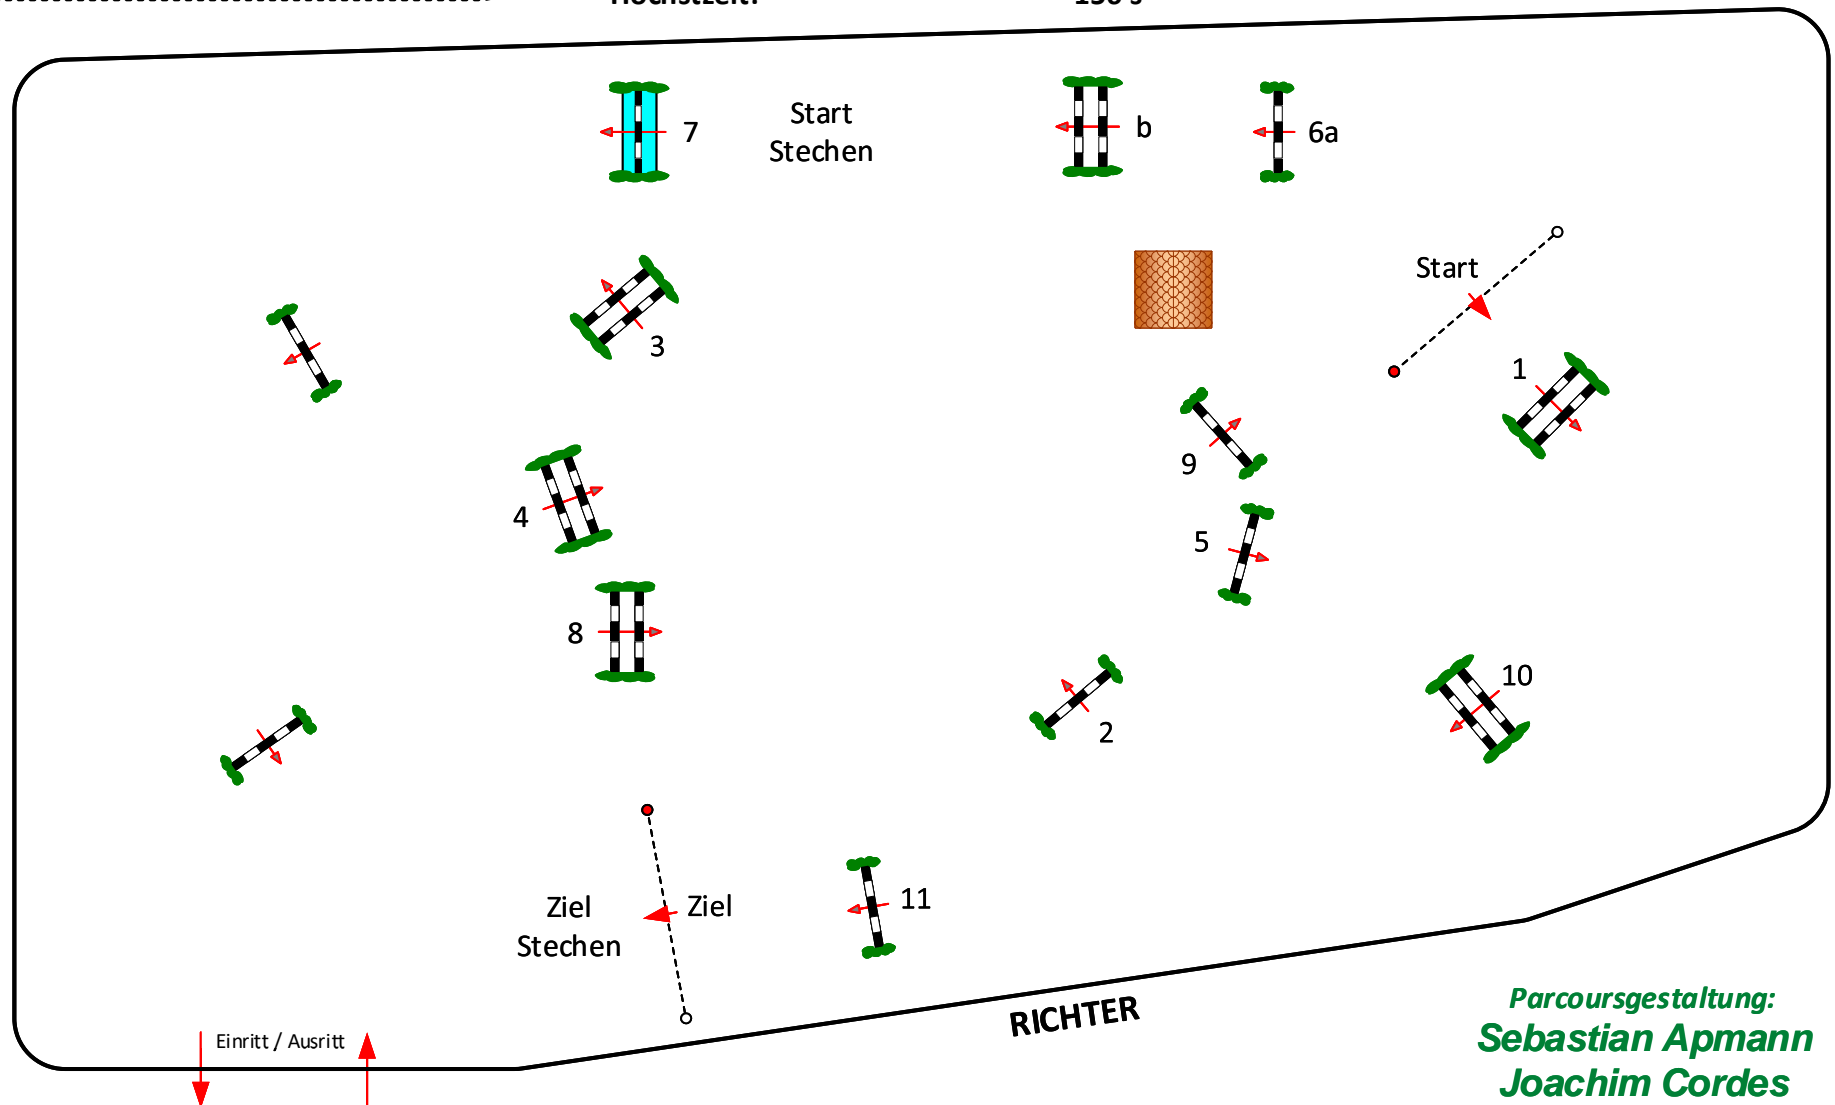 Höchstzeit:
7
Start
Stechen
b
6a
Start
3
1
9
4
5
8
10
2
11
Ziel
Ziel
Stechen
RICHTER
Einritt / Ausritt
Parcoursgestaltung:
Sebastian Apmann
Joachim Cordes